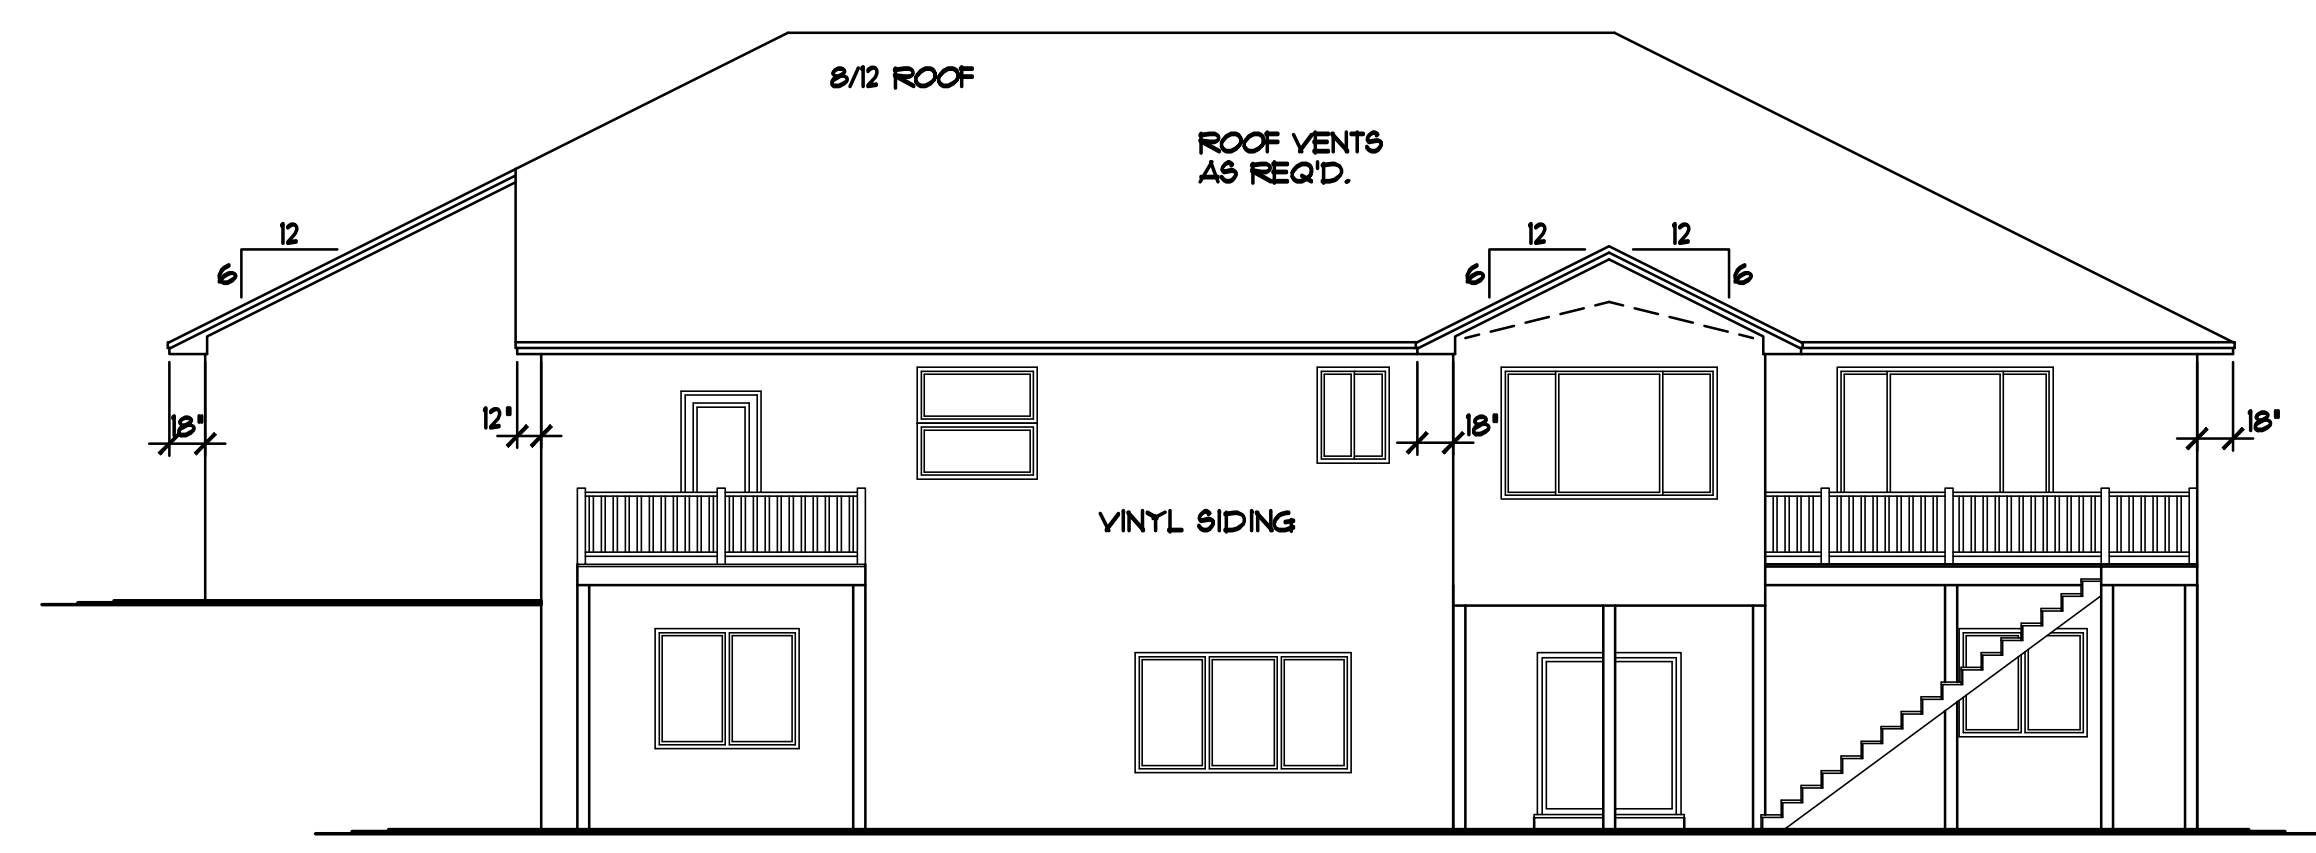 8/12 ROOF
ROOF VENTS
AS REQ'D.
12
6
12
12
6
6
18"
12"
18"
18"
VINYL SIDING